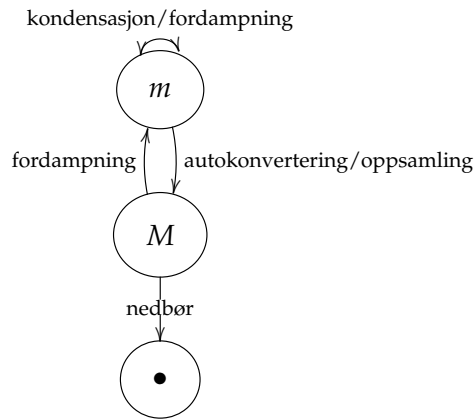 kondensasjon/fordampning
m
fordampning
autokonvertering/oppsamling
M
nedbør